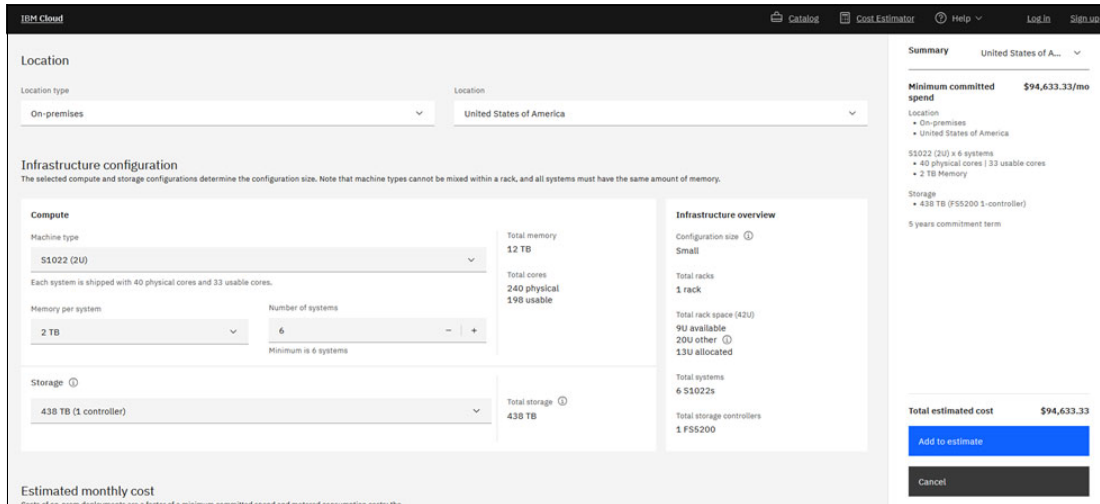 IBM Cloud
Catalog
Cost Estimator
Help
Log in
Sign up
Location
Location type
On-premises
Location
United States of America
Infrastructure configuration
The selected compute and storage configurations determine the configuration size. Note that machine types cannot be mixed within a rack, and all systems must have the same amount of memory.
Compute
Machine type
S1022 (2U)
Each system is shipped with 40 physical cores and 33 usable cores.
Memory per system
2 TB
Number of systems
6
Minimum is 6 systems
Total memory
12 TB
Total cores
240 physical
198 usable
Storage
438 TB (1 controller)
Total storage
438 TB
Infrastructure overview
Configuration size
Small
Total racks
1 rack
Total rack space (42U)
9U available
20U other
13U allocated
Total systems
6 S1022s
Total storage controllers
1 FS5200
Estimated monthly cost
Summary
United States of A...
Minimum committed spend
$94,633.33/mo
Location
• On-premises
• United States of America
S1022 (2U) x 6 systems
• 40 physical cores | 33 usable cores
• 2 TB Memory
Storage
• 438 TB (FS5200 1-controller)
5 years commitment term
Total estimated cost
$94,633.33
Add to estimate
Cancel